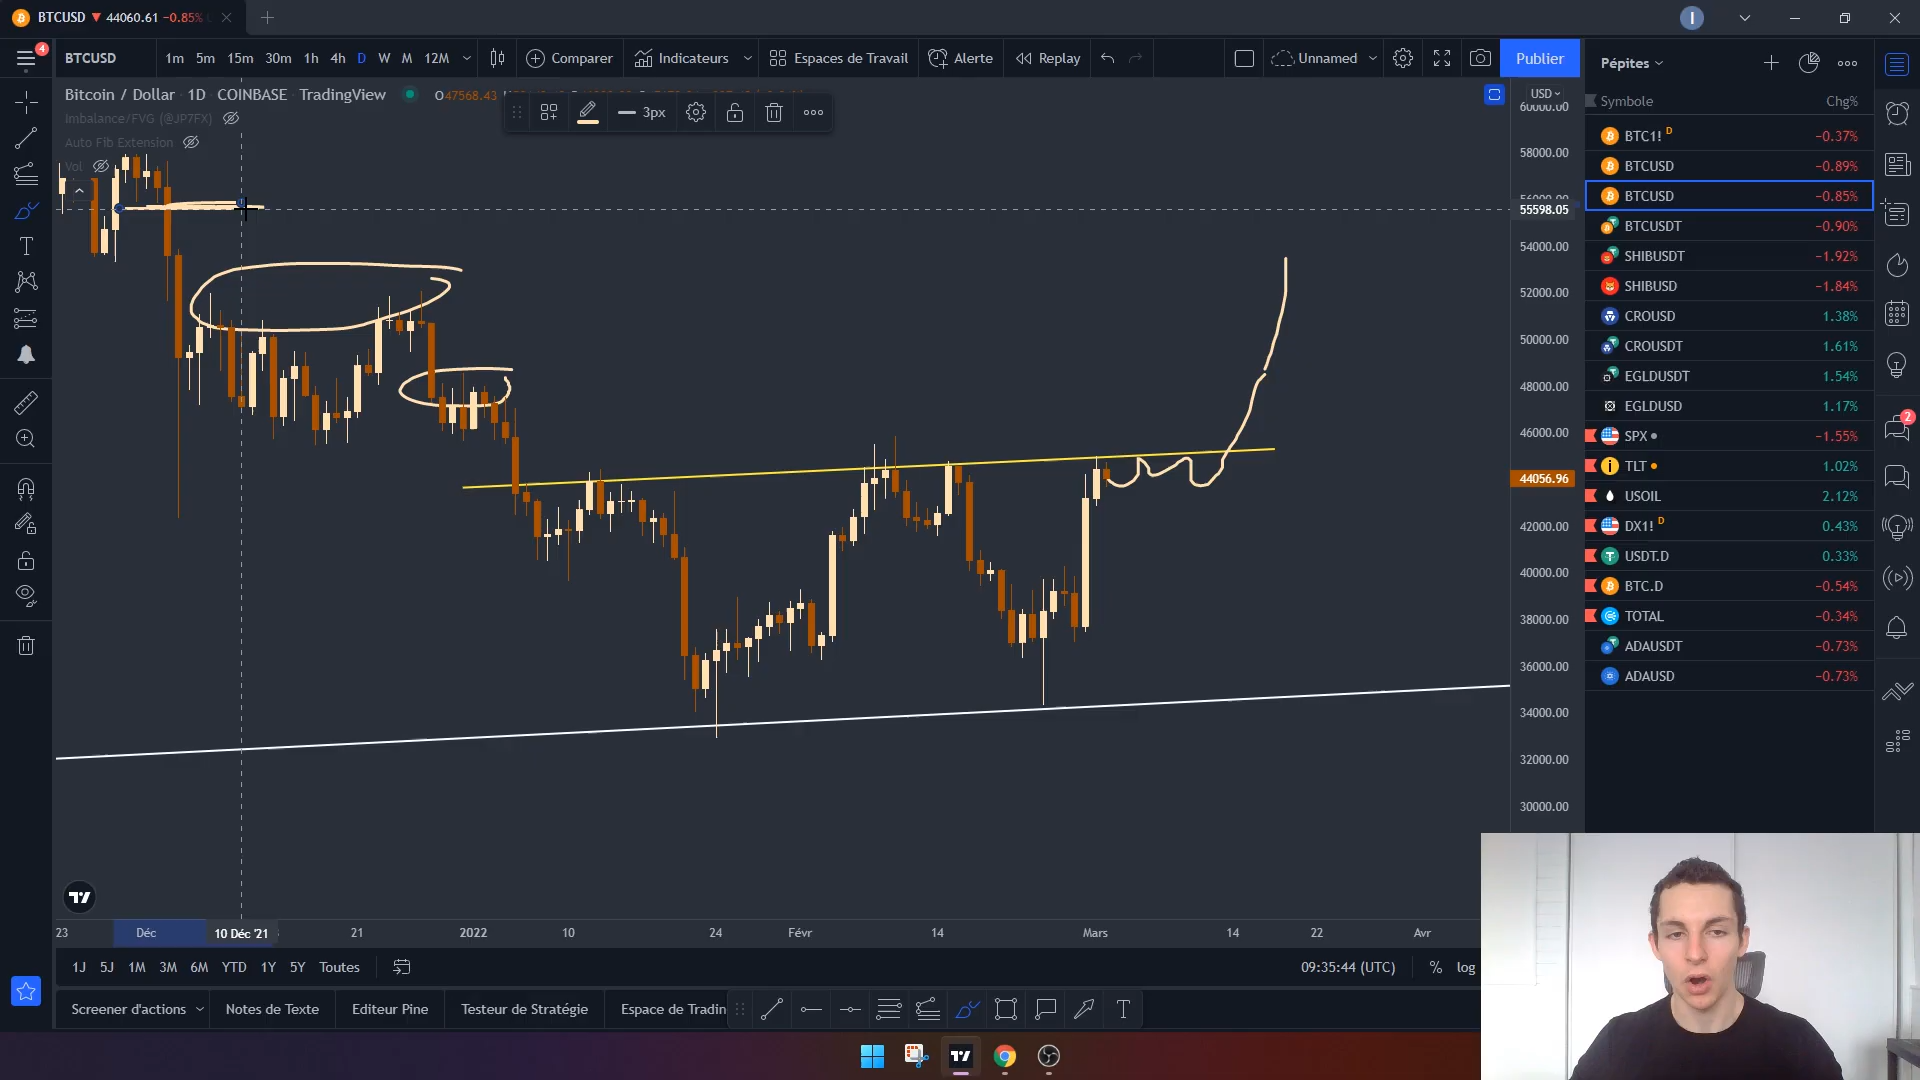 BTCUSD ▼ 44060.61 −0.85%
4
BTCUSD 1m 5m 15m 30m 1h 4h D W M 12M Comparer Indicateurs Espaces de Travail Alerte Replay Unnamed Publier
Bitcoin / Dollar 1D COINBASE TradingView O47568.43
3px
Imbalance/FVG (@JP7FX)
Auto Fib Extension
Vol
USD
60000.00
58000.00
56000.00
55598.05
54000.00
52000.00
50000.00
48000.00
46000.00
44056.96
42000.00
40000.00
38000.00
36000.00
34000.00
32000.00
30000.00
23 Déc 10 Déc '21 21 2022 10 24 Févr 14 Mars 14 22 Avr
1J 5J 1M 3M 6M YTD 1Y 5Y Toutes 09:35:44 (UTC) % log
Screener d'actions Notes de Texte Editeur Pine Testeur de Stratégie Espace de Tradin
I
Pépites
Symbole Chg%
BTC1! D −0.37%
BTCUSD −0.89%
BTCUSD −0.85%
BTCUSDT −0.90%
SHIBUSDT −1.92%
SHIBUSD −1.84%
CROUSD 1.38%
CROUSDT 1.61%
EGLDUSDT 1.54%
EGLDUSD 1.17%
SPX −1.55%
TLT 1.02%
USOIL 2.12%
DX1! D 0.43%
USDT.D 0.33%
BTC.D −0.54%
TOTAL −0.34%
ADAUSDT −0.73%
ADAUSD −0.73%
2